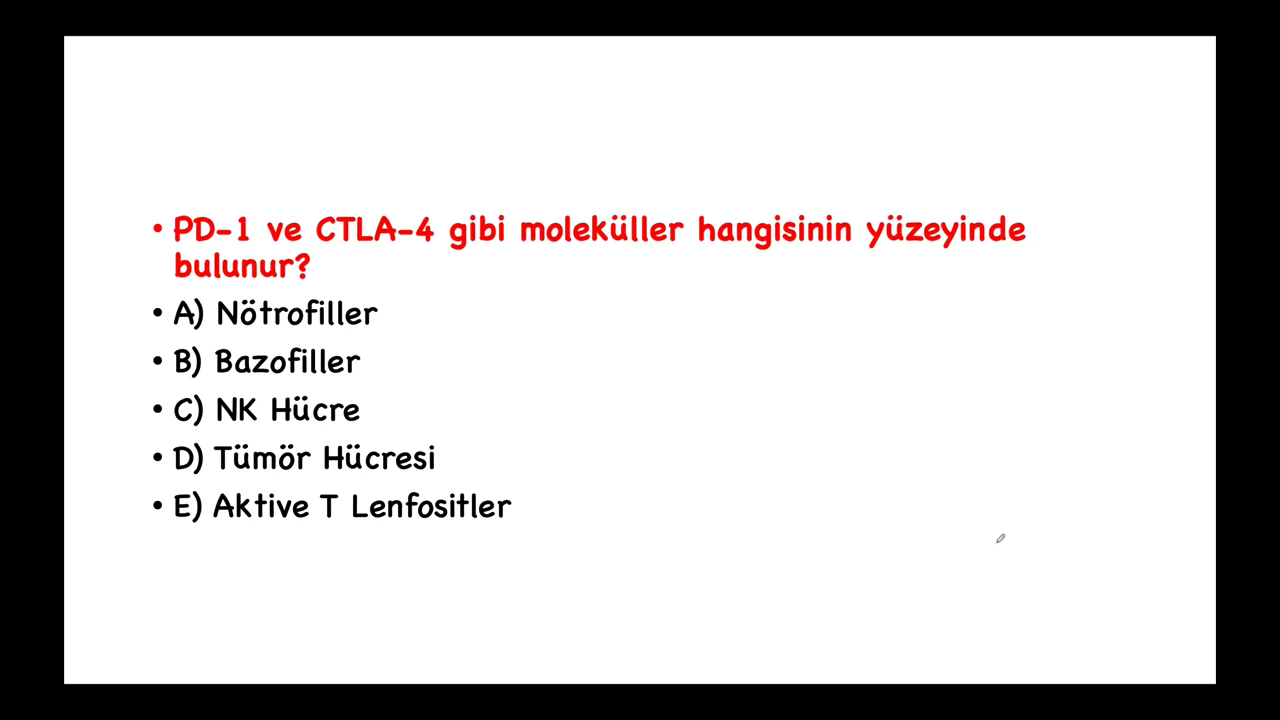 • PD-1 ve CTLA-4 gibi moleküller hangisinin yüzeyinde
bulunur?
• A) Nötrofiller
• B) Bazofiller
• C) NK Hücre
• D) Tümör Hücresi
• E) Aktive T Lenfositler